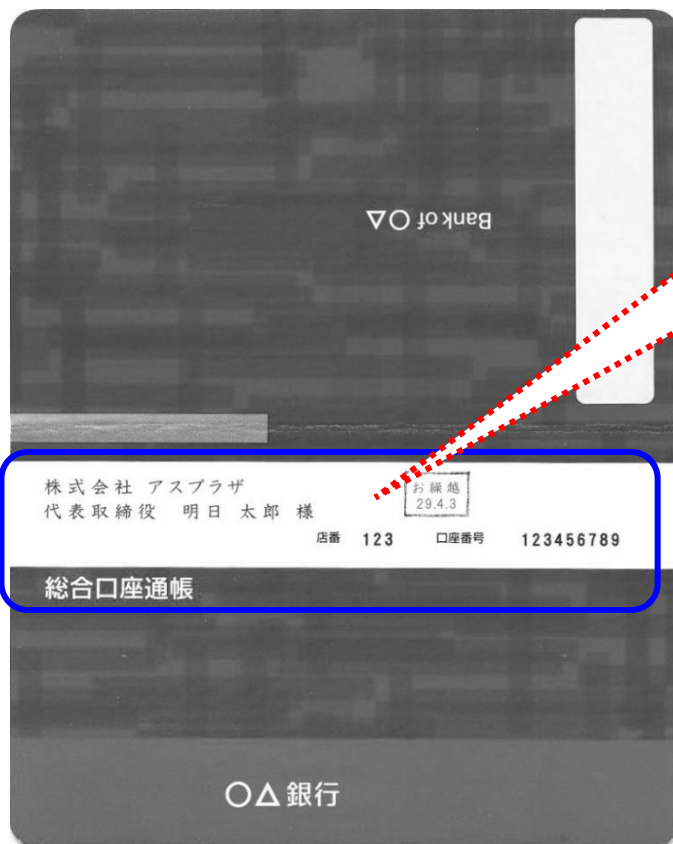 Bank of ○△
株式会社 アスプラザ
代表取締役 明日 太郎 様
お繰越
29.4.3
店番 123 口座番号 123456789
総合口座通帳
○△銀行